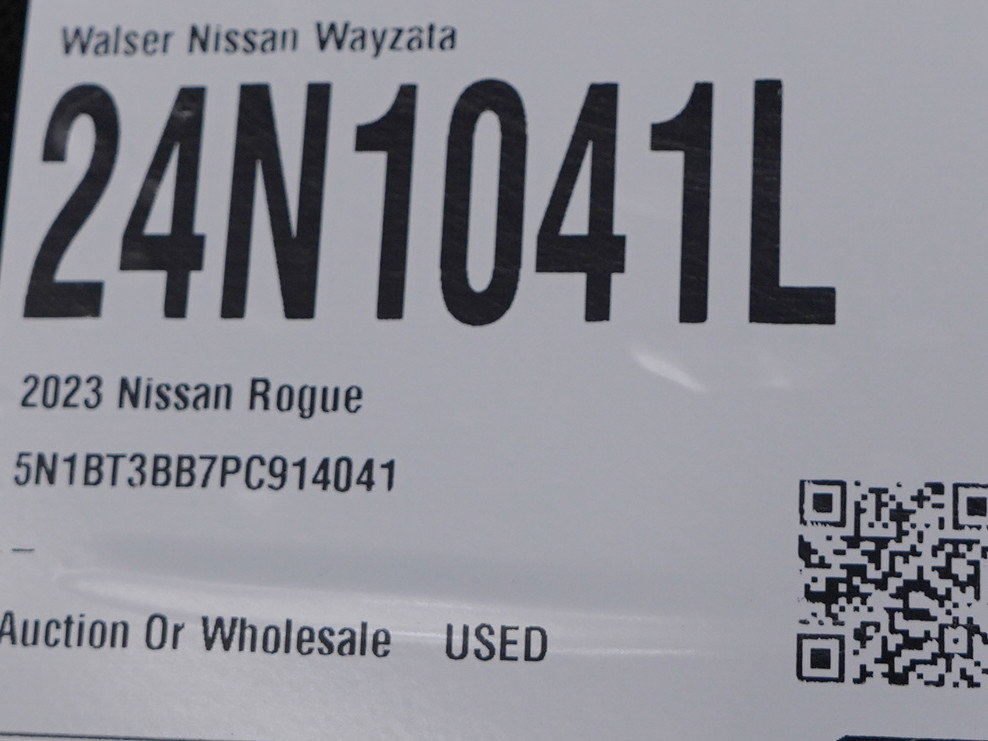 Walser Nissan Wayzata
24N1041L
2023 Nissan Rogue
5N1BT3BB7PC914041
–
Auction Or Wholesale USED